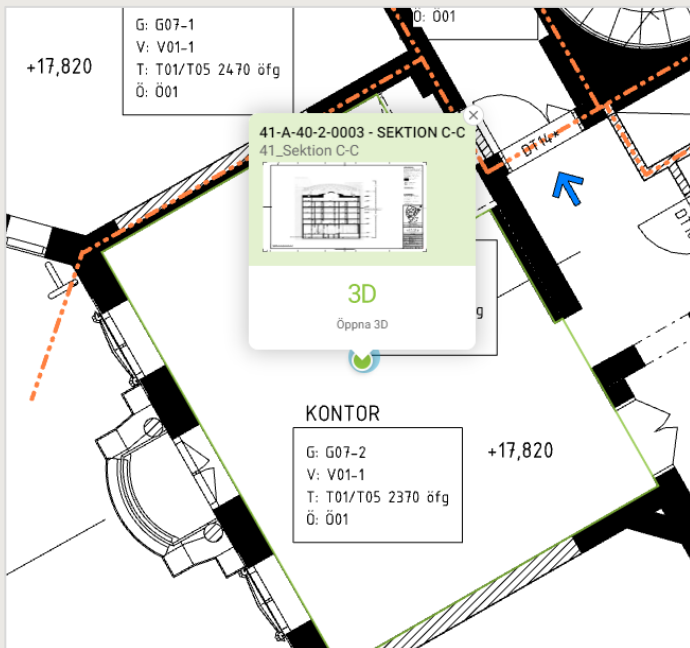 G: G07-1
V: V01-1
T: T01/T05 2470 öfg
Ö: Ö01
+17,820
Ö: Ö01
41-A-40-2-0003 - SEKTION C-C
41_Sektion C-C
DT14*
3D
Öppna 3D
KONTOR
G: G07-2
V: V01-1
T: T01/T05 2370 öfg
Ö: Ö01
+17,820